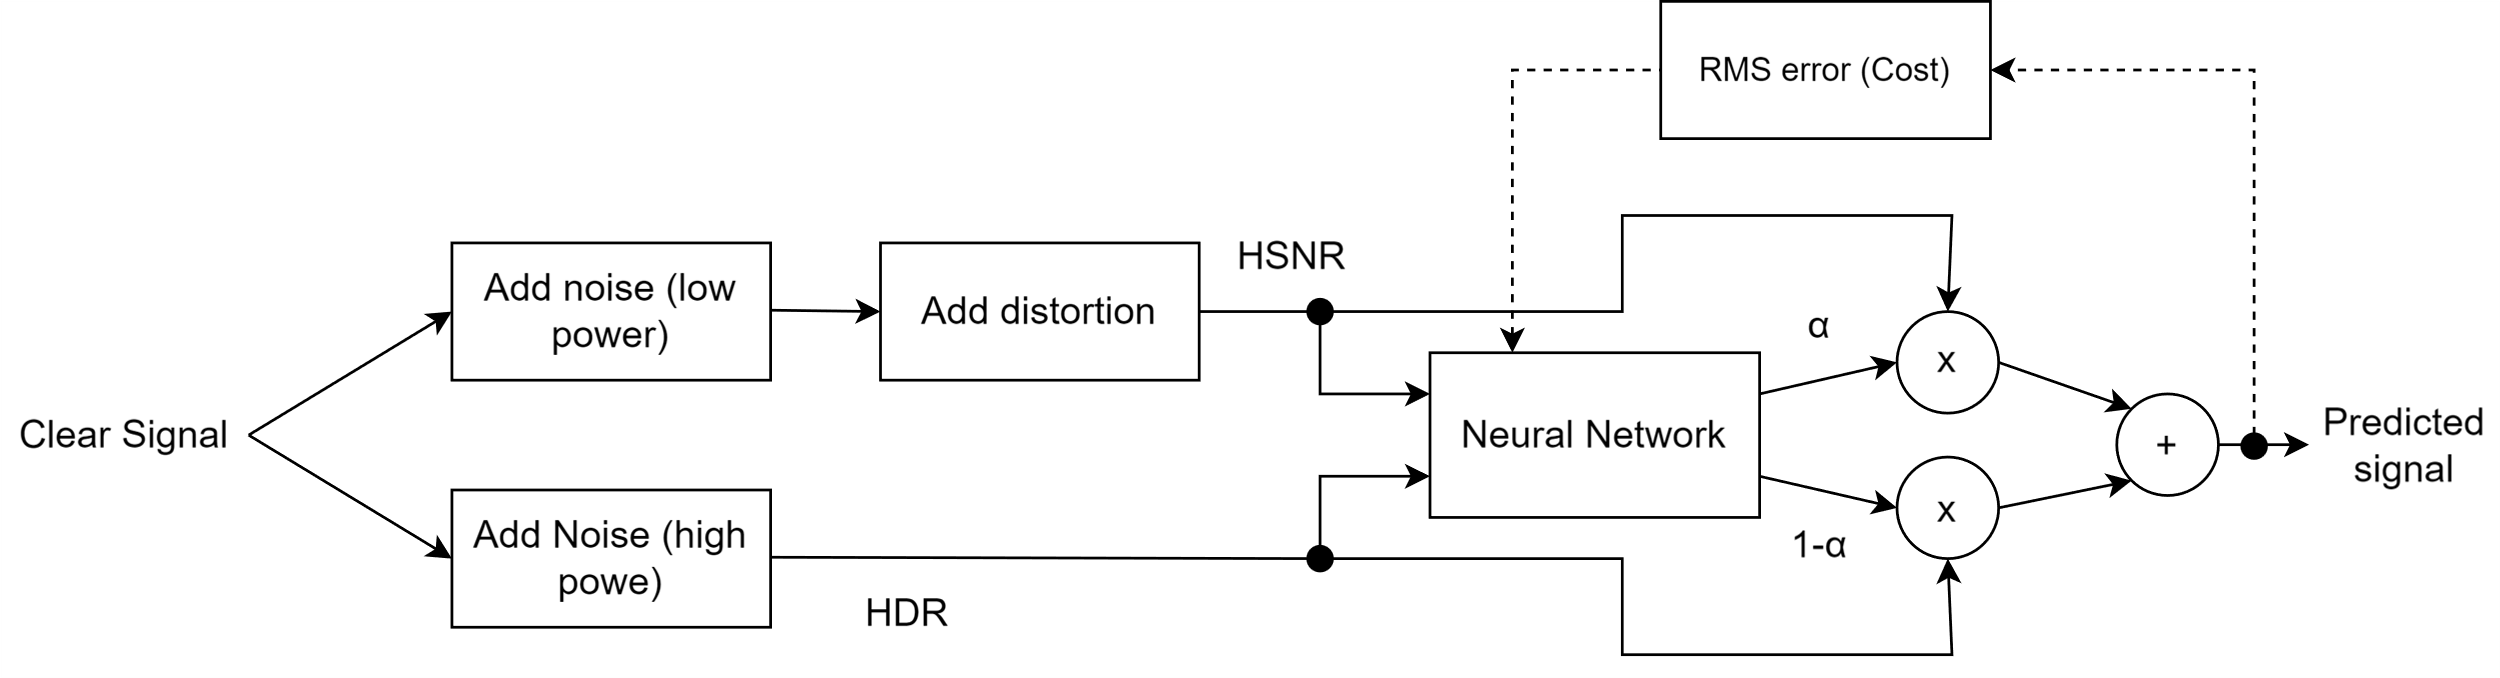 RMS error (Cost)
HSNR
Add noise (low
power)
Add distortion
α
x
Clear Signal
Neural Network
+
Predicted
signal
Add Noise (high
powe)
x
1-α
HDR